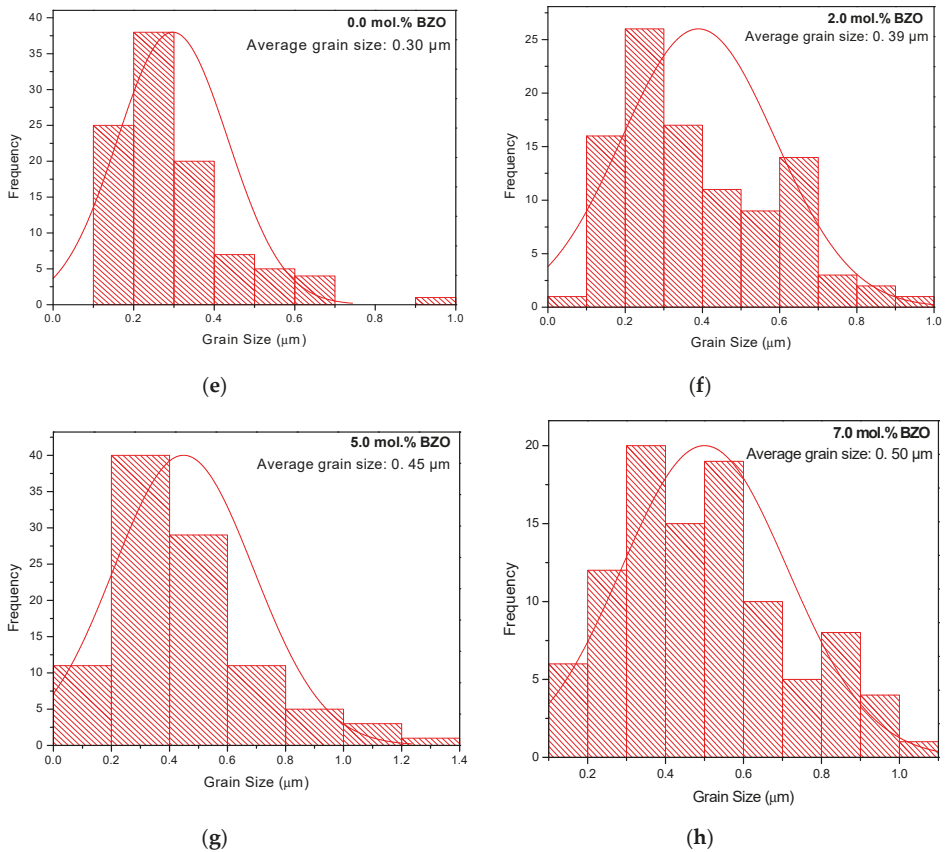 0.0 mol.% BZO
Average grain size: 0.30 μm
40
35
30
25
20
15
10
5
0
Frequency
0.0 0.2 0.4 0.6 0.8 1.0
Grain Size (μm)
(e)
2.0 mol.% BZO
Average grain size: 0. 39 μm
25
20
15
10
5
0
Frequency
0.0 0.2 0.4 0.6 0.8 1.0
Grain Size (μm)
(f)
5.0 mol.% BZO
Average grain size: 0. 45 μm
40
35
30
25
20
15
10
5
0
Frequency
0.0 0.2 0.4 0.6 0.8 1.0 1.2 1.4
Grain Size (μm)
(g)
7.0 mol.% BZO
Average grain size: 0. 50 μm
20
15
10
5
0
Frequency
0.2 0.4 0.6 0.8 1.0
Grain Size (μm)
(h)